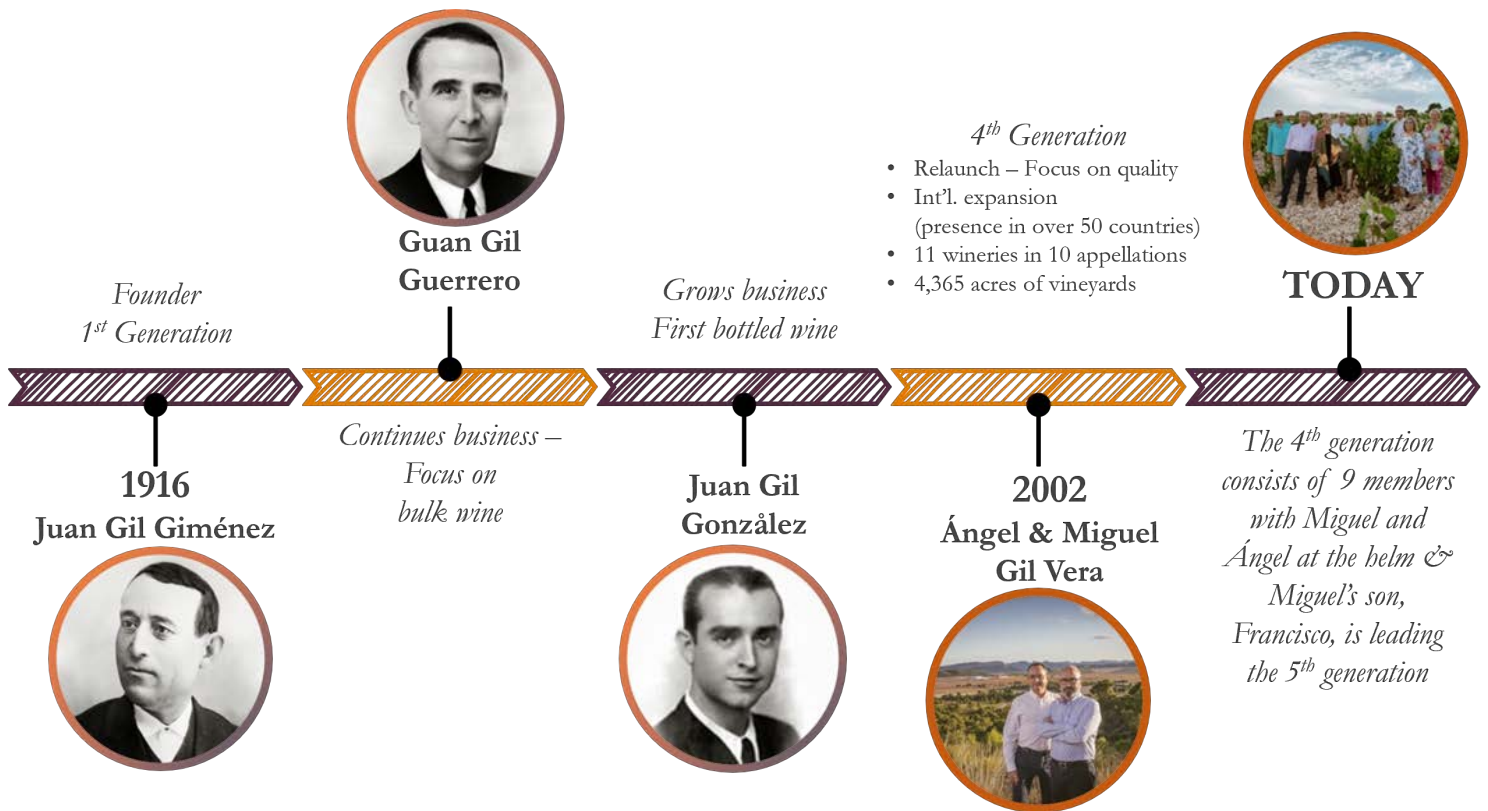 Founder
1st Generation
1916
Juan Gil Giménez
Guan Gil
Guerrero
Continues business –
Focus on
bulk wine
Grows business
First bottled wine
Juan Gil
Gonzålez
4th Generation
• Relaunch – Focus on quality
• Int'l. expansion
(presence in over 50 countries)
• 11 wineries in 10 appellations
• 4,365 acres of vineyards
2002
Ángel & Miguel
Gil Vera
TODAY
The 4th generation
consists of 9 members
with Miguel and
Ángel at the helm &
Miguel's son,
Francisco, is leading
the 5th generation